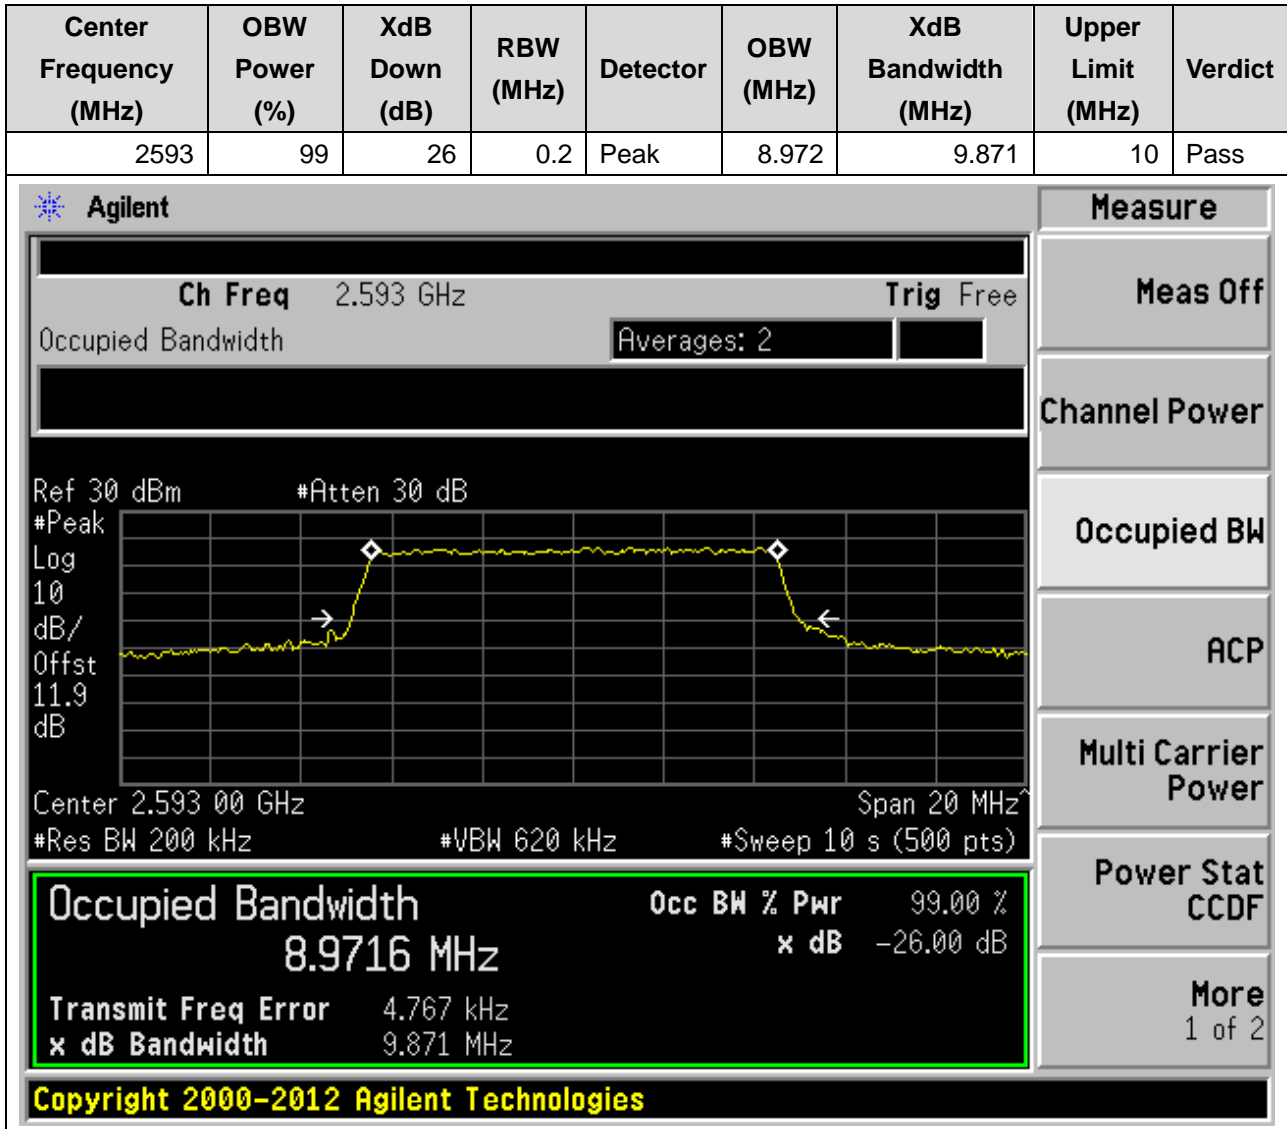 Center Frequency (MHz) OBW Power (%) XdB Down (dB) RBW (MHz) Detector OBW (MHz) XdB Bandwidth (MHz) Upper Limit (MHz) Verdict
2593 99 26 0.2 Peak 8.972 9.871 10 Pass
Agilent
Measure
Ch Freq 2.593 GHz Trig Free
Meas Off
Occupied Bandwidth Averages: 2
Channel Power
Ref 30 dBm #Atten 30 dB
#Peak
Log
10
dB/
Offst
11.9
dB
Occupied BW
ACP
Multi Carrier
Power
Center 2.593 00 GHz Span 20 MHz^
#Res BW 200 kHz #VBW 620 kHz #Sweep 10 s (500 pts)
Power Stat
CCDF
Occupied Bandwidth Occ BW % Pwr 99.00 %
8.9716 MHz x dB -26.00 dB
Transmit Freq Error 4.767 kHz
x dB Bandwidth 9.871 MHz
More
1 of 2
Copyright 2000-2012 Agilent Technologies